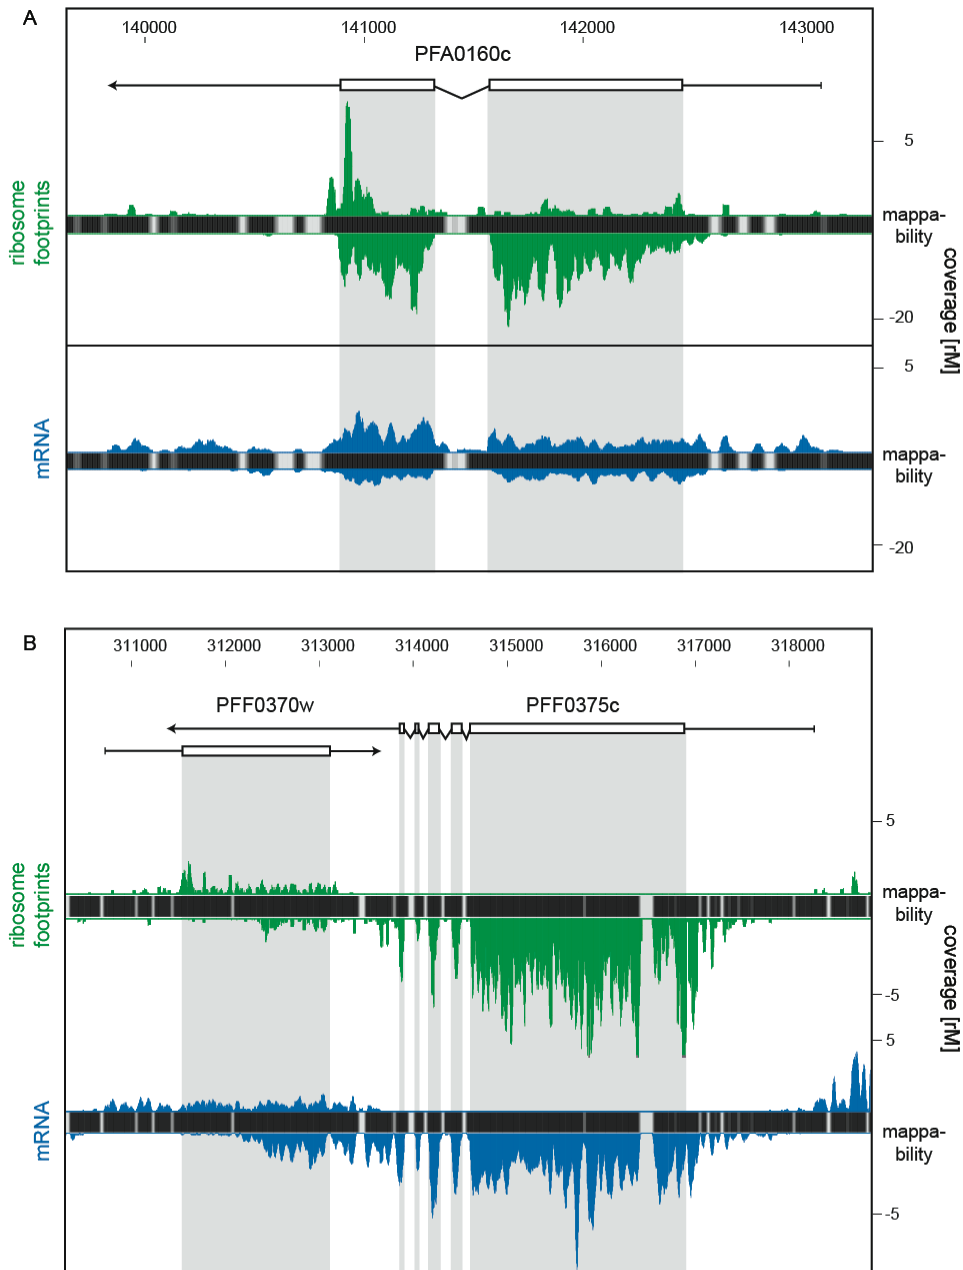 A
140000 141000 142000 143000
PFA0160c
5
ribosome
footprints
mappa-
bility
-20
coverage [rM]
5
mRNA
mappa-
bility
-20
B
311000 312000 313000 314000 315000 316000 317000 318000
PFF0370w PFF0375c
5
ribosome
footprints
mappa-
bility
coverage [rM]
-5
5
mRNA
mappa-
bility
-5